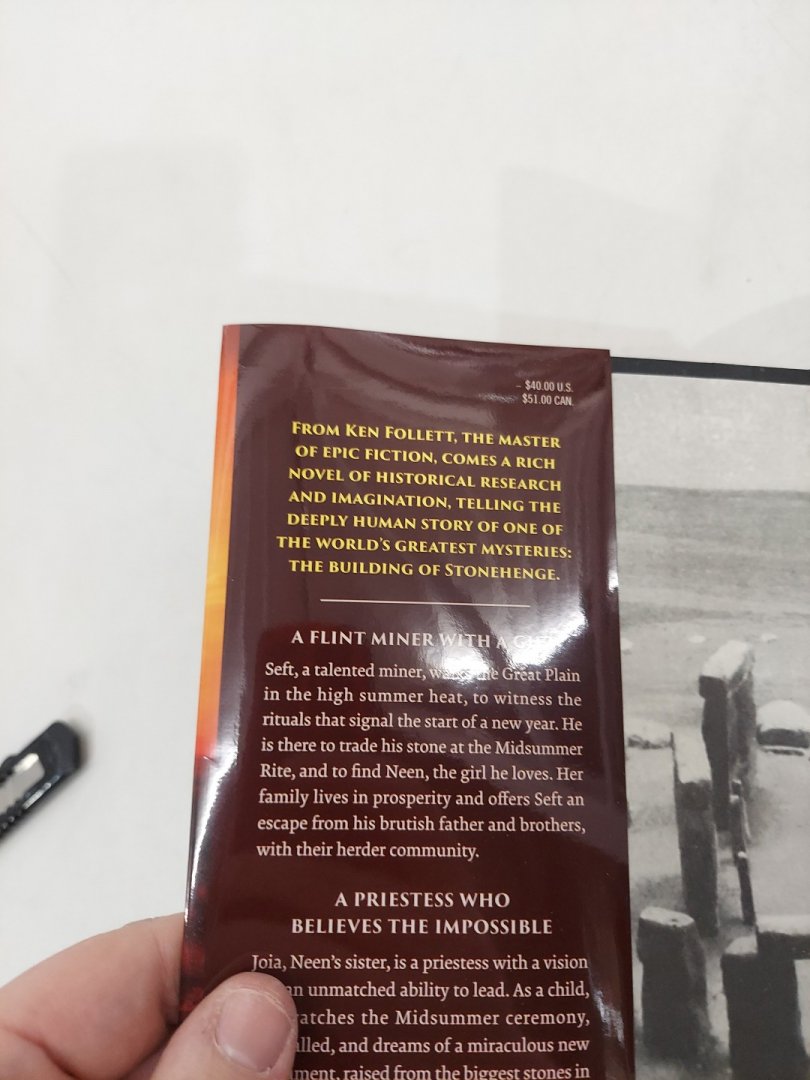 $40.00 U.S.
$51.00 CAN.
FROM KEN FOLLETT, THE MASTER
OF EPIC FICTION, COMES A RICH
NOVEL OF HISTORICAL RESEARCH
AND IMAGINATION, TELLING THE
DEEPLY HUMAN STORY OF ONE OF
THE WORLD'S GREATEST MYSTERIES:
THE BUILDING OF STONEHENGE.
A FLINT MINER WITH A
Seft, a talented miner, the Great Plain
in the high summer heat, to witness the
rituals that signal the start of a new year. He
is there to trade his stone at the Midsummer
Rite, and to find Neen, the girl he loves. Her
family lives in prosperity and offers Seft an
escape from his brutish father and brothers,
with their herder community.
A PRIESTESS WHO
BELIEVES THE IMPOSSIBLE
Joia, Neen's sister, is a priestess with a vision
an unmatched ability to lead. As a child,
the Midsummer ceremony,
and dreams of a miraculous new
raised from the biggest stones in